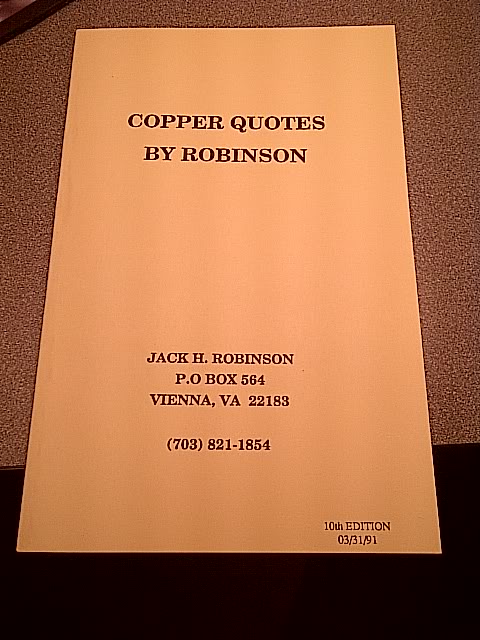 COPPER QUOTES
BY ROBINSON
JACK H. ROBINSON
P.O BOX 564
VIENNA, VA 22183
(703) 821-1854
10th EDITION
03/31/91